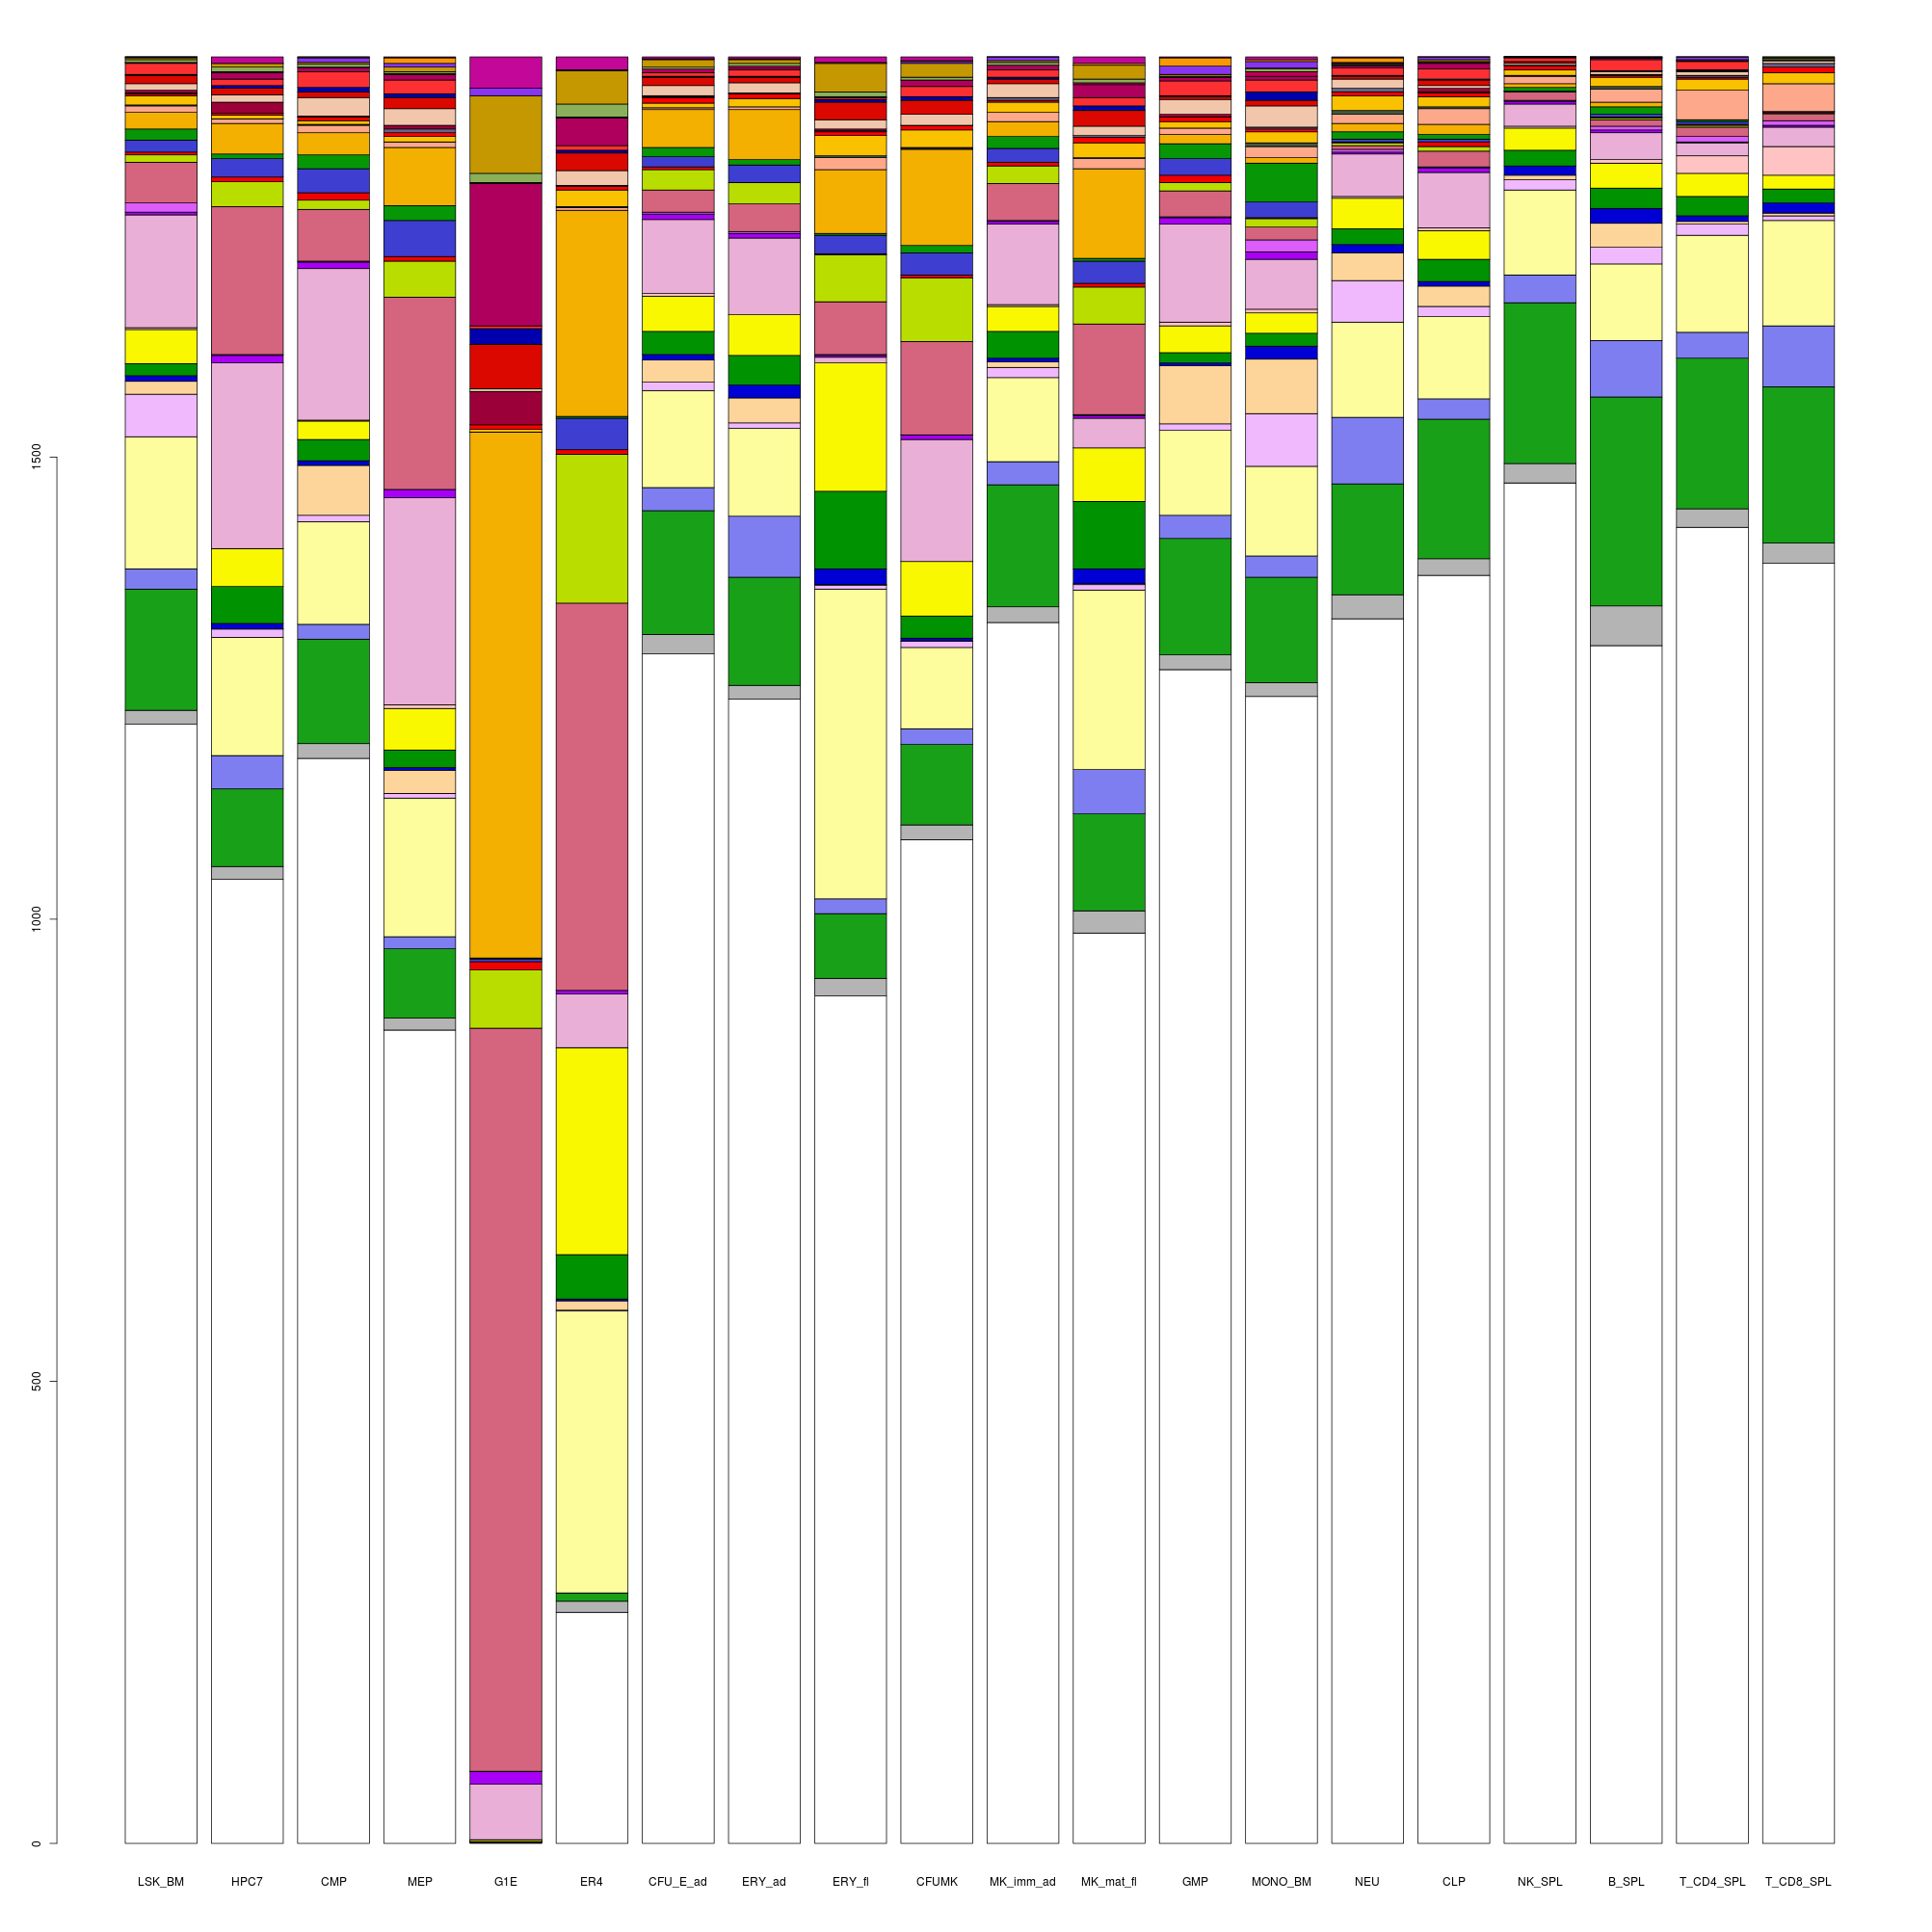 1500
1000
500
0
LSK_BM HPC7 CMP MEP G1E ER4 CFU_E_ad ERY_ad ERY_fl CFUMK MK_imm_ad MK_mat_fl GMP MONO_BM NEU CLP NK_SPL B_SPL T_CD4_SPL T_CD8_SPL